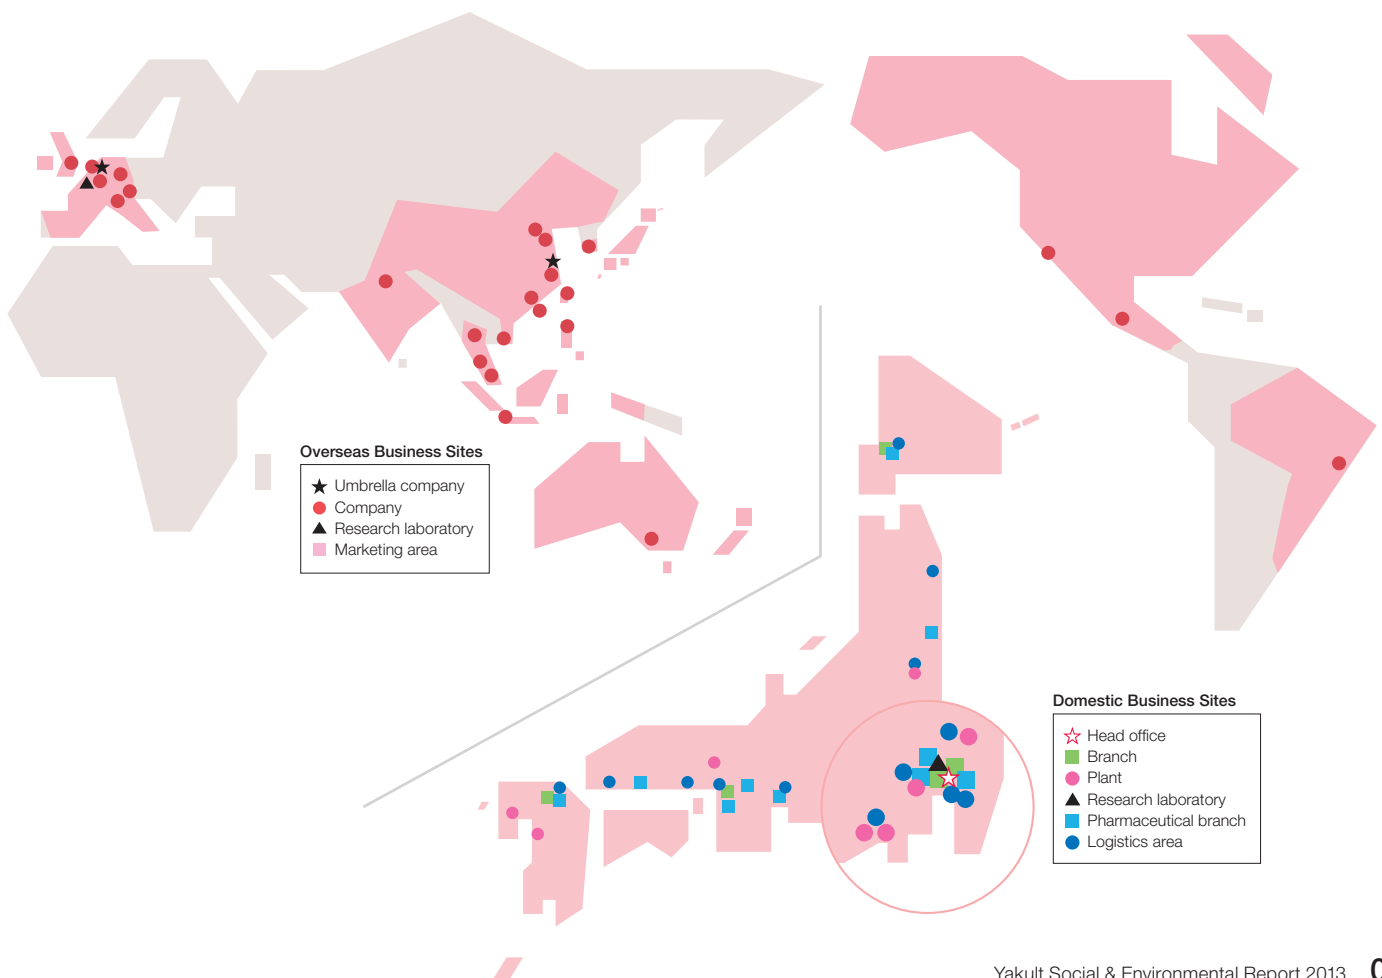 Overseas Business Sites
Umbrella company
Company
Research laboratory
Marketing area
Domestic Business Sites
Head office
Branch
Plant
Research laboratory
Pharmaceutical branch
Logistics area
Yakult Social & Environmental Report 2013